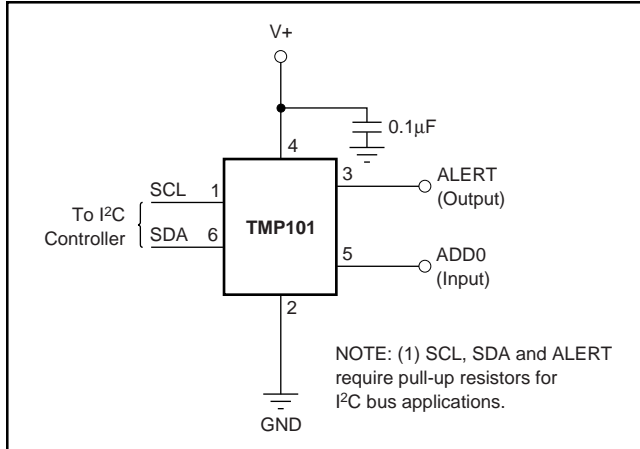 V+
0.1μF
4
SCL 1
3 ALERT
(Output)
To I²C
Controller
TMP101
SDA 6
5 ADD0
(Input)
2
NOTE: (1) SCL, SDA and ALERT
require pull-up resistors for
I²C bus applications.
GND